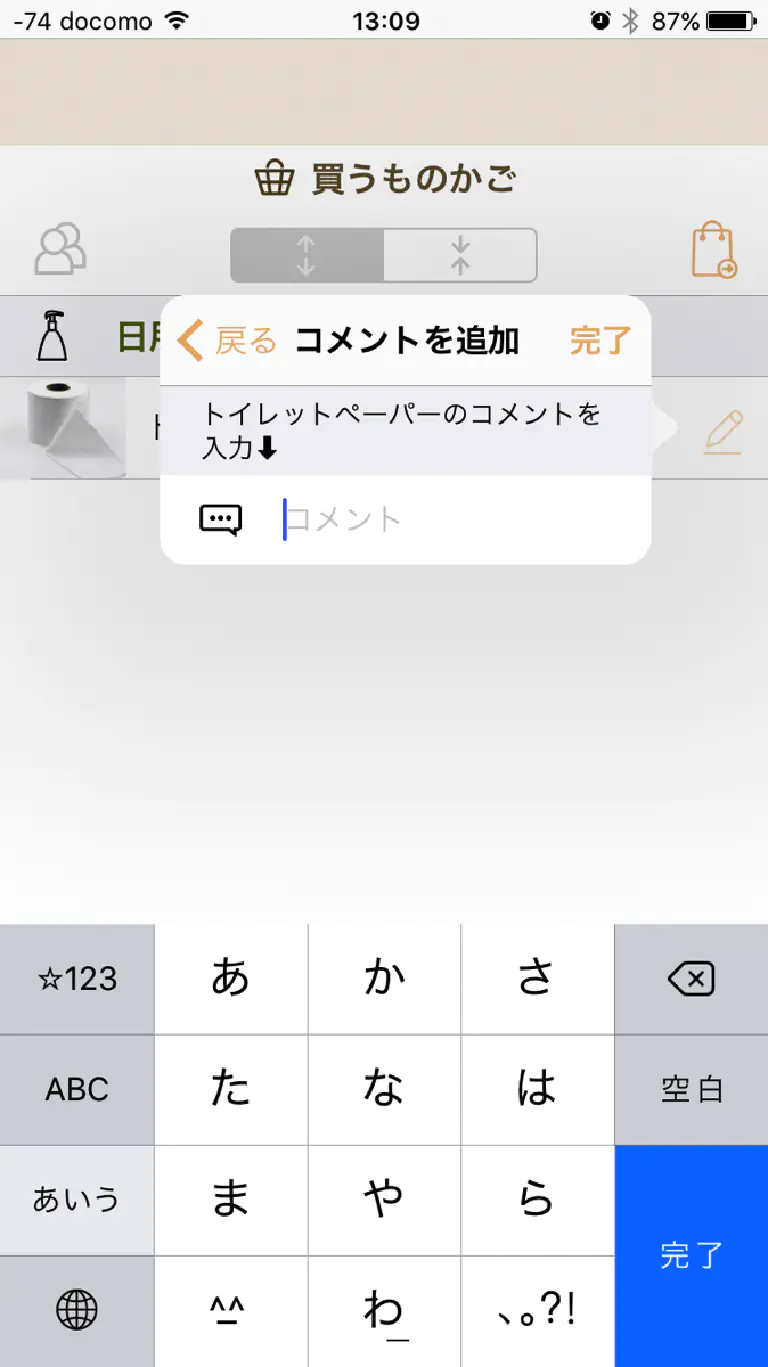 -74 docomo 13:09 87%
買うものかご
日用
戻る コメントを追加 完了
ト
トイレットペーパーのコメントを
入力⬇
コメント
☆123 あ か さ
ABC た な は 空白
あいう ま や ら 完了
^_^ わ_ 、。?!